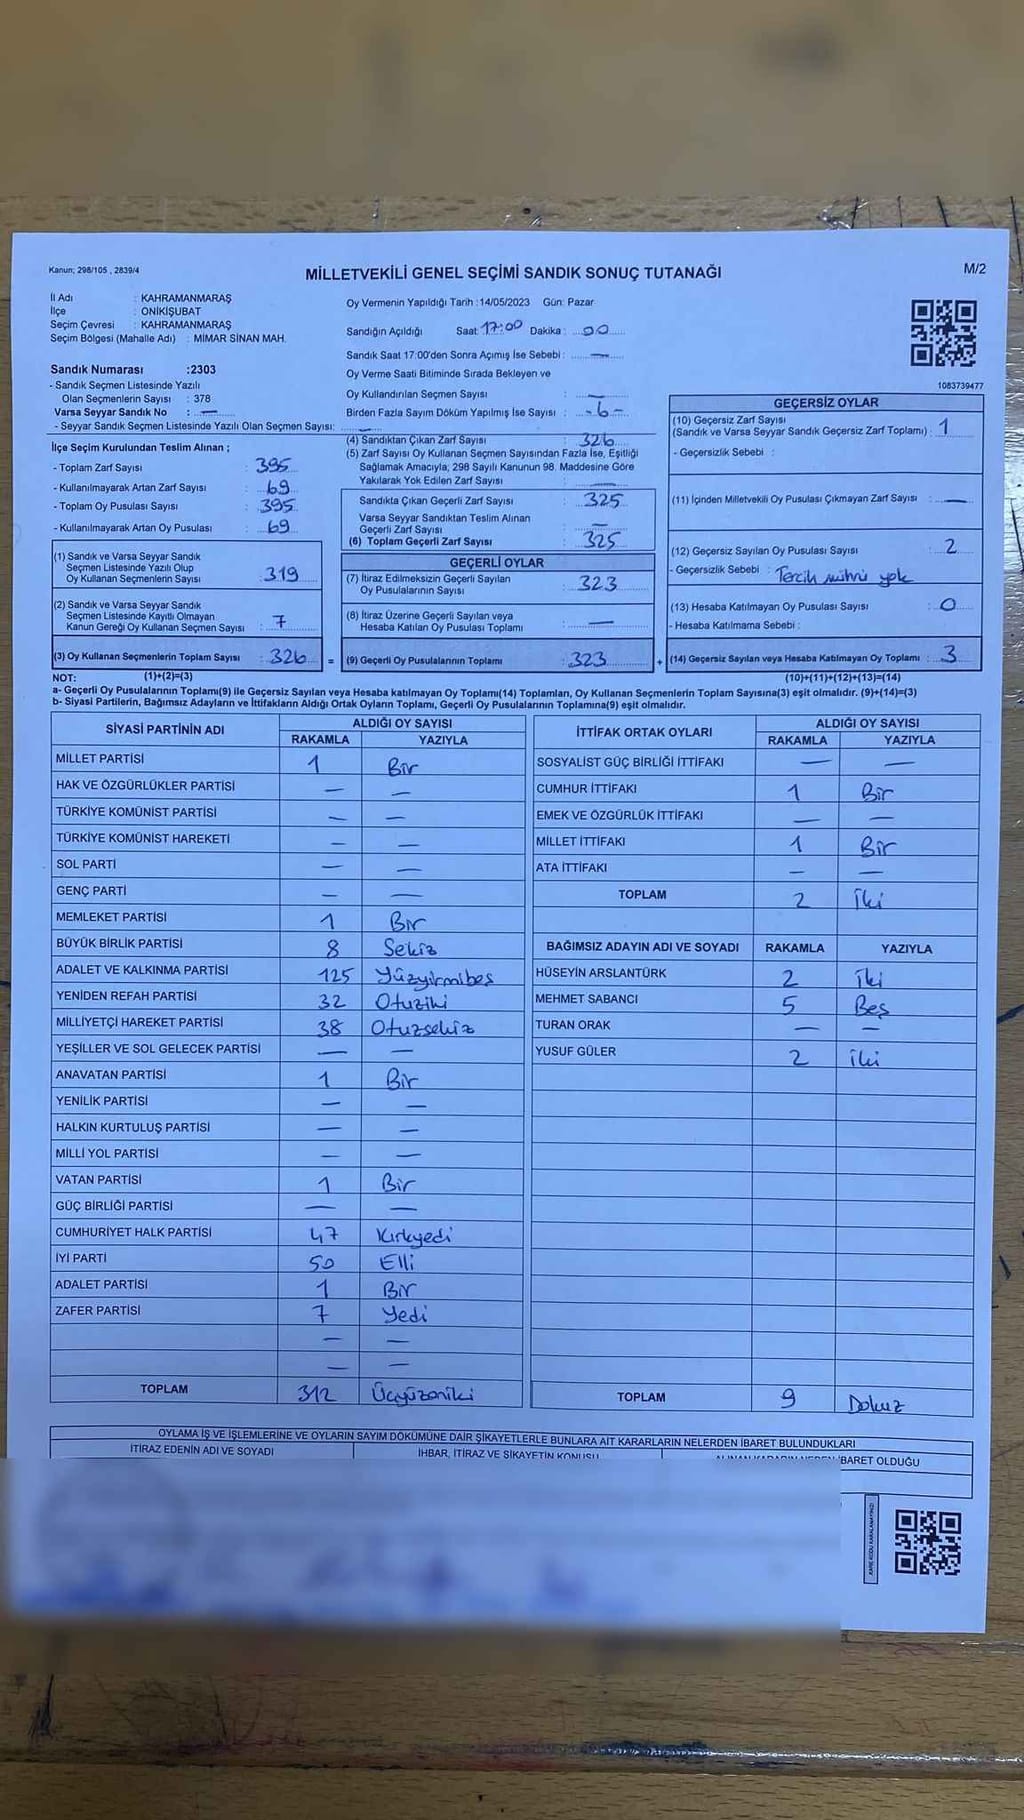 Kanun; 298/105 , 2839/4
MİLLETVEKİLİ GENEL SEÇİMİ SANDIK SONUÇ TUTANAĞI
M/2
İl Adı : KAHRAMANMARAŞ
İlçe : ONİKİŞUBAT
Seçim Çevresi : KAHRAMANMARAŞ
Seçim Bölgesi (Mahalle Adı) : MİMAR SİNAN MAH.
Sandık Numarası :2303
- Sandık Seçmen Listesinde Yazılı
Olan Seçmenlerin Sayısı : 378
Varsa Seyyar Sandık No : —
- Seyyar Sandık Seçmen Listesinde Yazılı Olan Seçmen Sayısı: —
Oy Vermenin Yapıldığı Tarih :14/05/2023 Gün: Pazar
Sandığın Açıldığı Saat: 17:00 Dakika : 00
Sandık Saat 17:00'den Sonra Açımış İse Sebebi : —
Oy Verme Saati Bitiminde Sırada Bekleyen ve
Oy Kullandırılan Seçmen Sayısı : —
Birden Fazla Sayım Döküm Yapılmış İse Sayısı : -6-
1083739477
İlçe Seçim Kurulundan Teslim Alınan ;
- Toplam Zarf Sayısı : 395
- Kullanılmayarak Artan Zarf Sayısı : 69
- Toplam Oy Pusulası Sayısı : 395
- Kullanılmayarak Artan Oy Pusulası : 69
(1) Sandık ve Varsa Seyyar Sandık
Seçmen Listesinde Yazılı Olup
Oy Kullanan Seçmenlerin Sayısı : 319
(2) Sandık ve Varsa Seyyar Sandık
Seçmen Listesinde Kayıtlı Olmayan
Kanun Gereği Oy Kullanan Seçmen Sayısı : 7
(3) Oy Kullanan Seçmenlerin Toplam Sayısı : 326 =
(4) Sandıktan Çıkan Zarf Sayısı : 326
(5) Zarf Sayısı Oy Kullanan Seçmen Sayısından Fazla İse, Eşitliği
Sağlamak Amacıyla, 298 Sayılı Kanunun 98. Maddesine Göre
Yakılarak Yok Edilen Zarf Sayısı : —
Sandıkta Çıkan Geçerli Zarf Sayısı : 325
Varsa Seyyar Sandıktan Teslim Alınan
Geçerli Zarf Sayısı : —
(6) Toplam Geçerli Zarf Sayısı : 325
GEÇERLİ OYLAR
(7) İtiraz Edilmeksizin Geçerli Sayılan
Oy Pusulalarının Sayısı : 323
(8) İtiraz Üzerine Geçerli Sayılan veya
Hesaba Katılan Oy Pusulası Toplamı : —
(9) Geçerli Oy Pusulalarının Toplamı : 323 +
GEÇERSİZ OYLAR
(10) Geçersiz Zarf Sayısı
(Sandık ve Varsa Seyyar Sandık Geçersiz Zarf Toplamı) : 1
- Geçersizlik Sebebi :
(11) İçinden Milletvekili Oy Pusulası Çıkmayan Zarf Sayısı : —
(12) Geçersiz Sayılan Oy Pusulası Sayısı : 2
- Geçersizlik Sebebi : Tercih mührü yok
(13) Hesaba Katılmayan Oy Pusulası Sayısı : 0
- Hesaba Katılmama Sebebi :
(14) Geçersiz Sayılan veya Hesaba Katılmayan Oy Toplamı : 3
NOT: (1)+(2)=(3) (10)+(11)+(12)+(13)=(14)
a- Geçerli Oy Pusulalarının Toplamı(9) ile Geçersiz Sayılan veya Hesaba katılmayan Oy Toplamı(14) Toplamları, Oy Kullanan Seçmenlerin Toplam Sayısına(3) eşit olmalıdır. (9)+(14)=(3)
b- Siyasi Partilerin, Bağımsız Adayların ve İttifakların Aldığı Ortak Oyların Toplamı, Geçerli Oy Pusulalarının Toplamına(9) eşit olmalıdır.
SİYASİ PARTİNİN ADI ALDIĞI OY SAYISI
RAKAMLA YAZIYLA
MİLLET PARTİSİ 1 Bir
HAK VE ÖZGÜRLÜKLER PARTİSİ — —
TÜRKİYE KOMÜNİST PARTİSİ — —
TÜRKİYE KOMÜNİST HAREKETİ — —
SOL PARTİ — —
GENÇ PARTİ — —
MEMLEKET PARTİSİ 1 Bir
BÜYÜK BİRLİK PARTİSİ 8 Sekiz
ADALET VE KALKINMA PARTİSİ 125 Yüzyirmibeş
YENİDEN REFAH PARTİSİ 32 Otuziki
MİLLİYETÇİ HAREKET PARTİSİ 38 Otuzsekiz
YEŞİLLER VE SOL GELECEK PARTİSİ — —
ANAVATAN PARTİSİ 1 Bir
YENİLİK PARTİSİ — —
HALKIN KURTULUŞ PARTİSİ — —
MİLLİ YOL PARTİSİ — —
VATAN PARTİSİ 1 Bir
GÜÇ BİRLİĞİ PARTİSİ — —
CUMHURİYET HALK PARTİSİ 47 Kırkyedi
İYİ PARTİ 50 Elli
ADALET PARTİSİ 1 Bir
ZAFER PARTİSİ 7 Yedi
— —
— —
TOPLAM 312 Üçyüzoniki
İTTİFAK ORTAK OYLARI ALDIĞI OY SAYISI
RAKAMLA YAZIYLA
SOSYALİST GÜÇ BİRLİĞİ İTTİFAKI — —
CUMHUR İTTİFAKI 1 Bir
EMEK VE ÖZGÜRLÜK İTTİFAKI — —
MİLLET İTTİFAKI 1 Bir
ATA İTTİFAKI — —
TOPLAM 2 İki
BAĞIMSIZ ADAYIN ADI VE SOYADI RAKAMLA YAZIYLA
HÜSEYİN ARSLANTÜRK 2 İki
MEHMET SABANCI 5 Beş
TURAN ORAK — —
YUSUF GÜLER 2 İki
TOPLAM 9 Dokuz
OYLAMA İŞ VE İŞLEMLERİNE VE OYLARIN SAYIM DÖKÜMÜNE DAİR ŞİKAYETLERLE BUNLARA AİT KARARLARIN NELERDEN İBARET BULUNDUKLARI
İTİRAZ EDENİN ADI VE SOYADI İHBAR, İTİRAZ VE ŞİKAYETİN KONUSU ALINAN KARARIN NEDEN İBARET OLDUĞU
KARE KODU KARALAMAYINIZ!